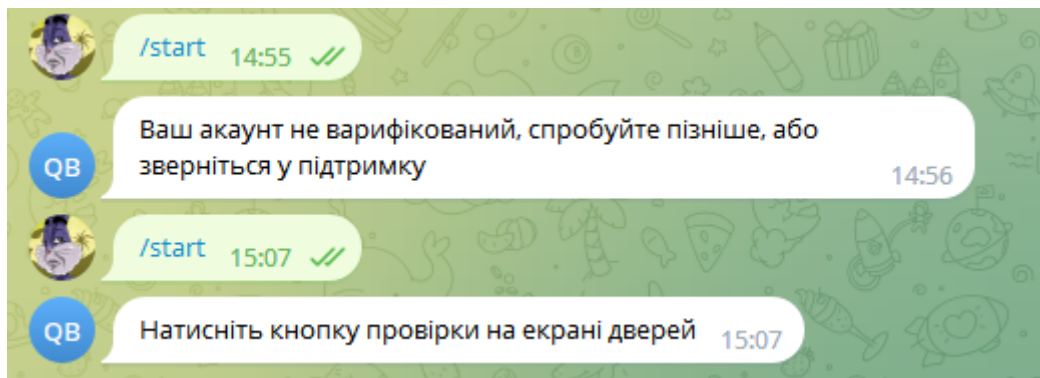 /start 14:55
Ваш акаунт не варифікований, спробуйте пізніше, або
QB
зверніться у підтримку
14:56
/start 15:07
QB
Натисніть кнопку провірки на екрані дверей 15:07